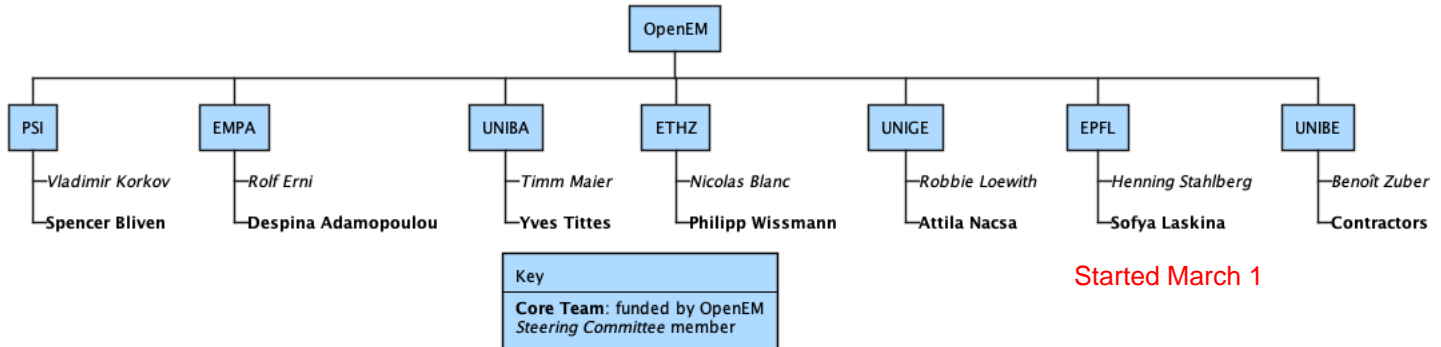 OpenEM
PSI
EMPA
UNIBA
ETHZ
UNIGE
EPFL
UNIBE
Vladimir Korkov
Rolf Erni
Timm Maier
Nicolas Blanc
Robbie Loewith
Henning Stahlberg
Benoît Zuber
Spencer Bliven
Despina Adamopoulou
Yves Tittes
Philipp Wissmann
Attila Nacsa
Sofya Laskina
Contractors
Started March 1
Key
Core Team: funded by OpenEM
Steering Committee member